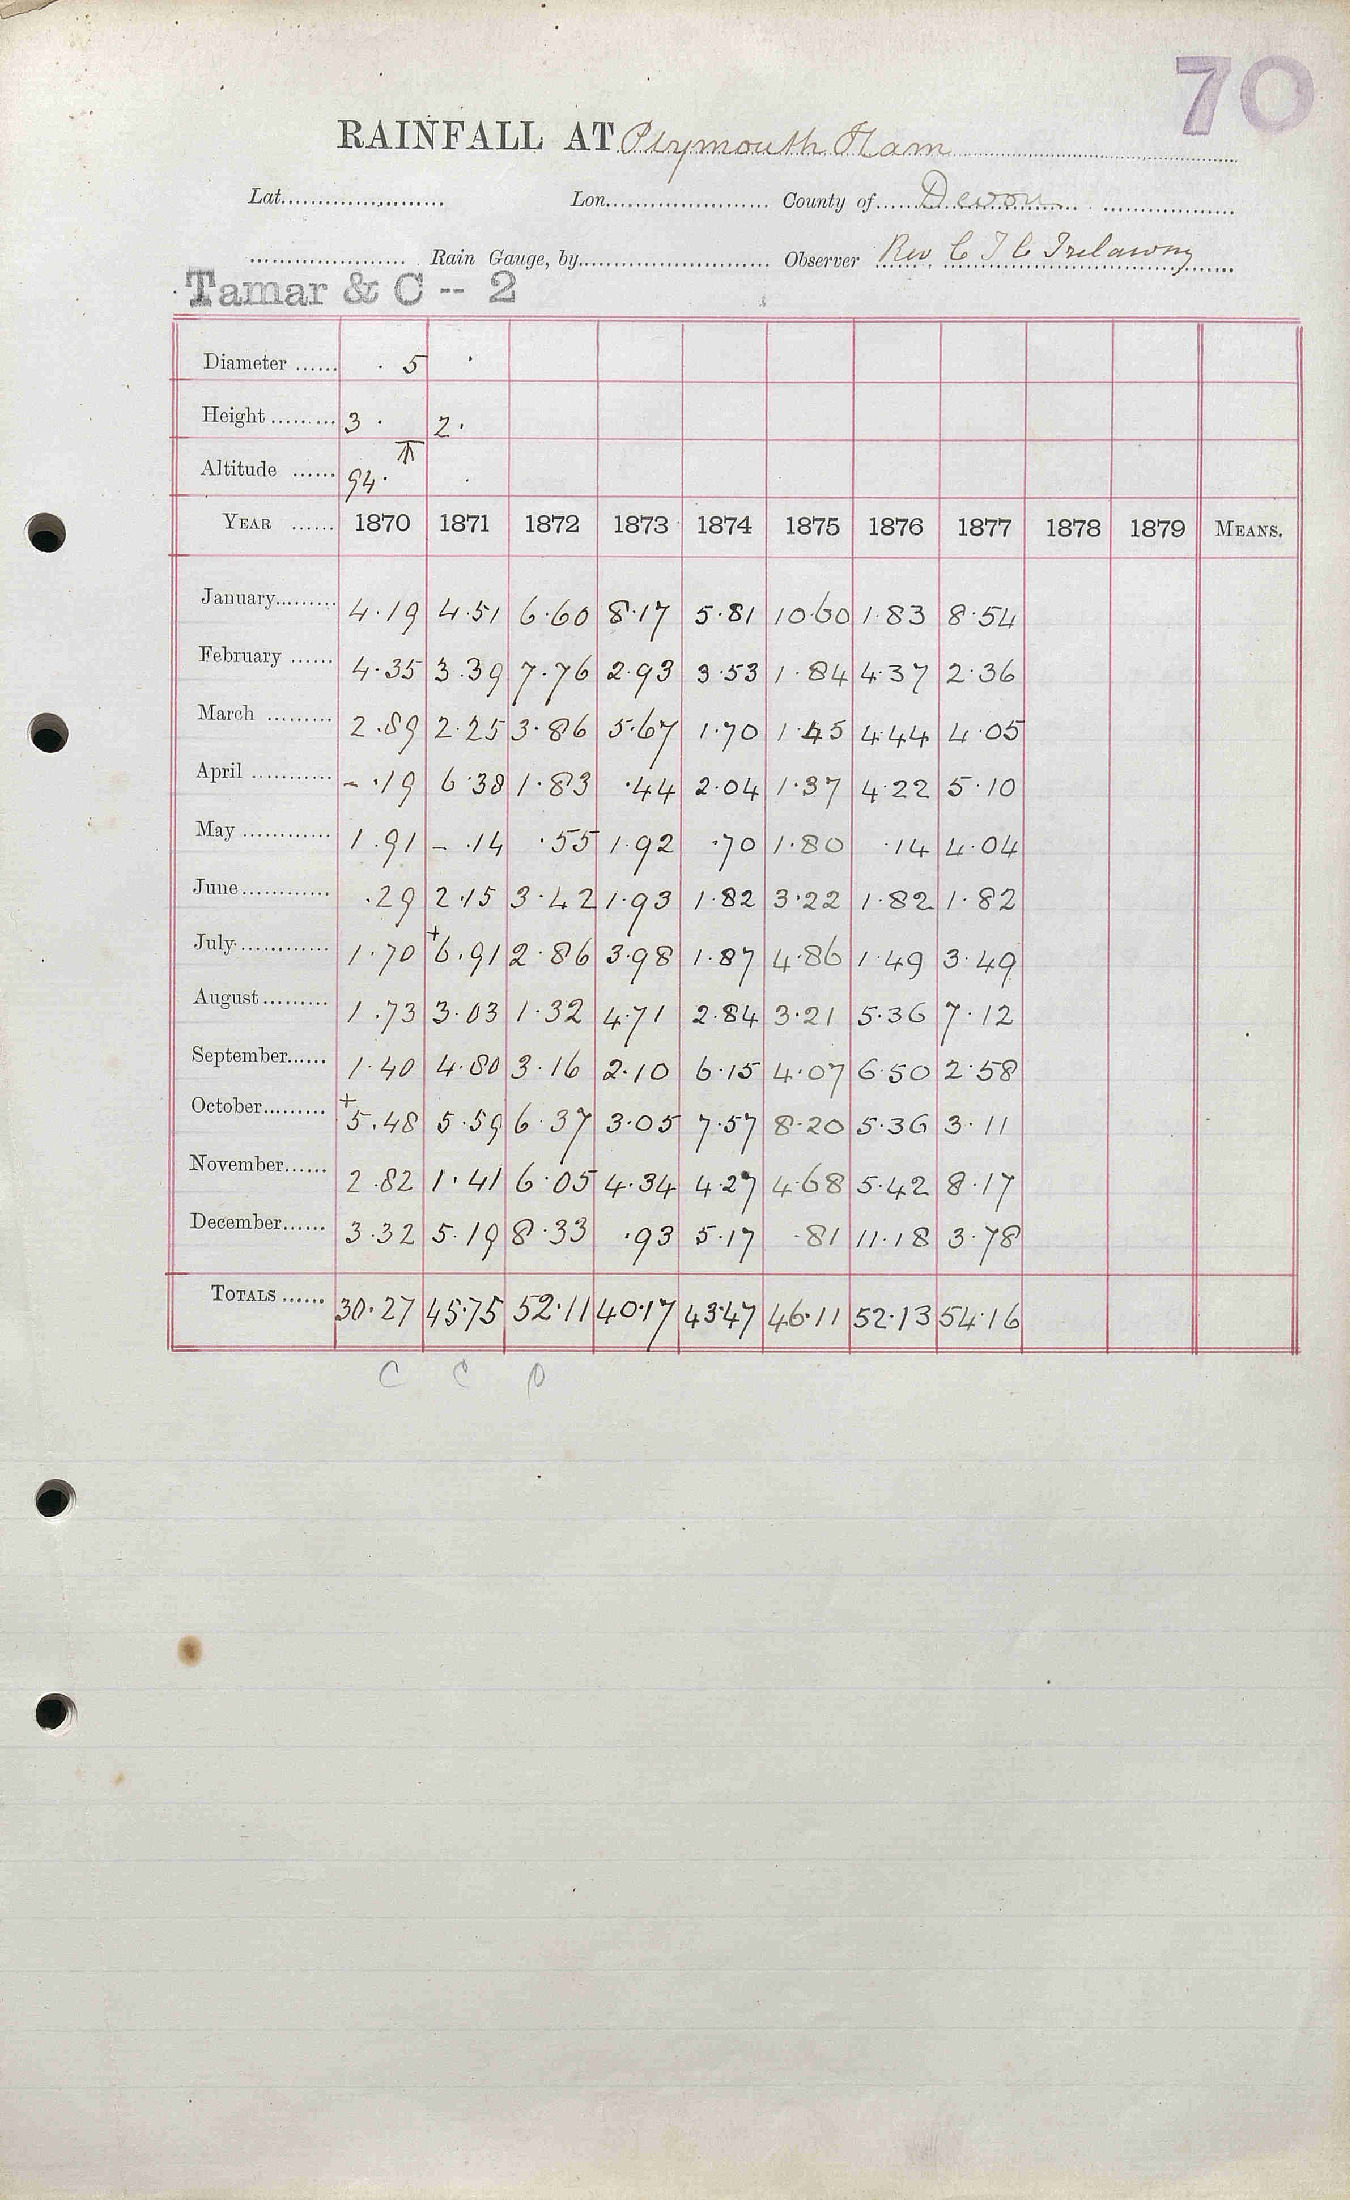 70
RAINFALL AT Plymouth Ham
Lat. Lon. County of Devon
Rain Gauge, by Observer Rev. C T C Trelawny
Tamar & C -- 2
Diameter 5
Height 3 2
Altitude 94
YEAR 1870 1871 1872 1873 1874 1875 1876 1877 1878 1879 MEANS.
January 4.19 4.51 6.60 8.17 5.81 10.60 1.83 8.54
February 4.35 3.39 7.76 2.93 3.53 1.84 4.37 2.36
March 2.89 2.25 3.86 5.67 1.70 1.45 4.44 4.05
April - .19 6.38 1.83 .44 2.04 1.37 4.22 5.10
May 1.91 - .14 .55 1.92 .70 1.80 .14 4.04
June .29 2.15 3.42 1.93 1.82 3.22 1.82 1.82
July 1.70 +6.91 2.86 3.98 1.87 4.86 1.49 3.49
August 1.73 3.03 1.32 4.71 2.84 3.21 5.36 7.12
September 1.40 4.80 3.16 2.10 6.15 4.07 6.50 2.58
October +5.48 5.59 6.37 3.05 7.57 8.20 5.36 3.11
November 2.82 1.41 6.05 4.34 4.27 4.68 5.42 8.17
December 3.32 5.19 8.33 .93 5.17 .81 11.18 3.78
TOTALS 30.27 45.75 52.11 40.17 43.47 46.11 52.13 54.16
C C